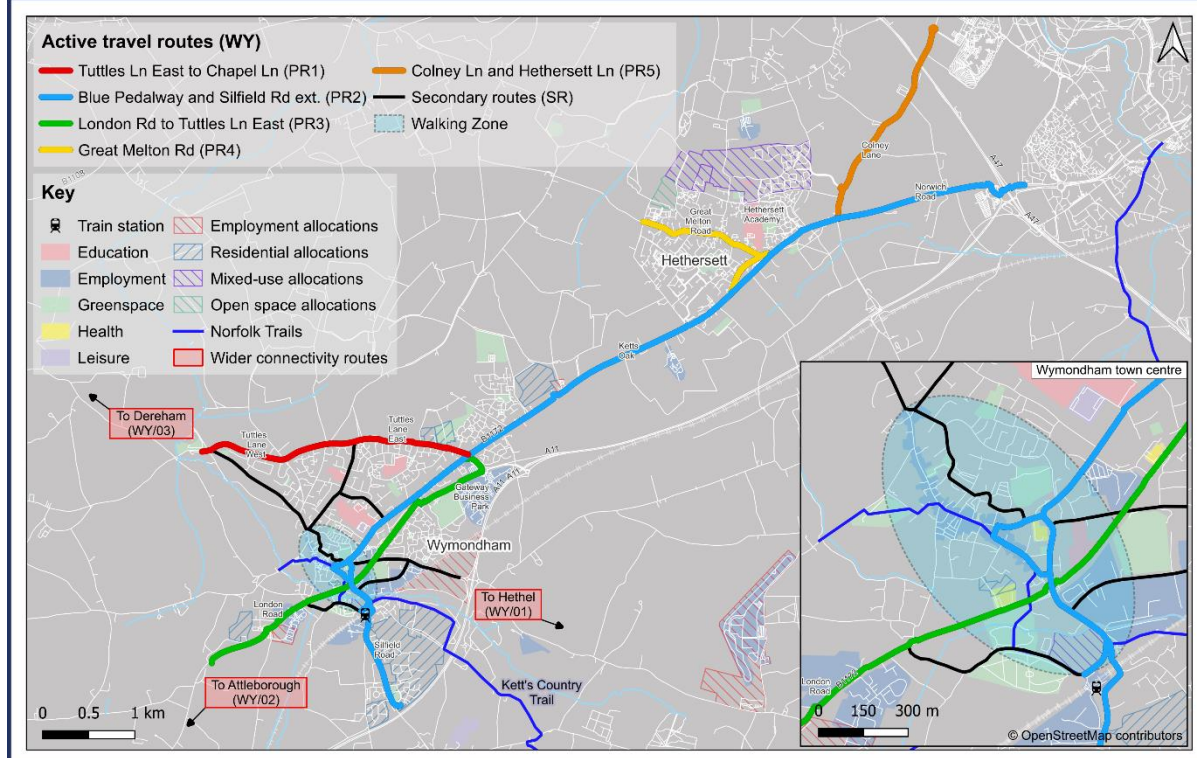 Active travel routes (WY)
Tuttles Ln East to Chapel Ln (PR1)
Blue Pedalway and Silfield Rd ext. (PR2)
London Rd to Tuttles Ln East (PR3)
Great Melton Rd (PR4)
Colney Ln and Hethersett Ln (PR5)
Secondary routes (SR)
Walking Zone
Key
Train station
Education
Employment
Greenspace
Health
Leisure
Employment allocations
Residential allocations
Mixed-use allocations
Open space allocations
Norfolk Trails
Wider connectivity routes
B1108
A47
Colney
Lane
Norwich
Road
A47
Great
Melton
Road
Hethersett
Academy
Hethersett
Ketts
Oak
To Dereham
(WY/03)
Tuttles
Lane
West
Tuttles
Lane
East
B1172
A11
A11
A11
Gateway
Business
Park
Wymondham
London
Road
To Hethel
(WY/01)
Silfield
Road
To Attleborough
(WY/02)
Kett's Country
Trail
0 0.5 1 km
Wymondham town centre
London
Road
0 150 300 m
© OpenStreetMap contributors